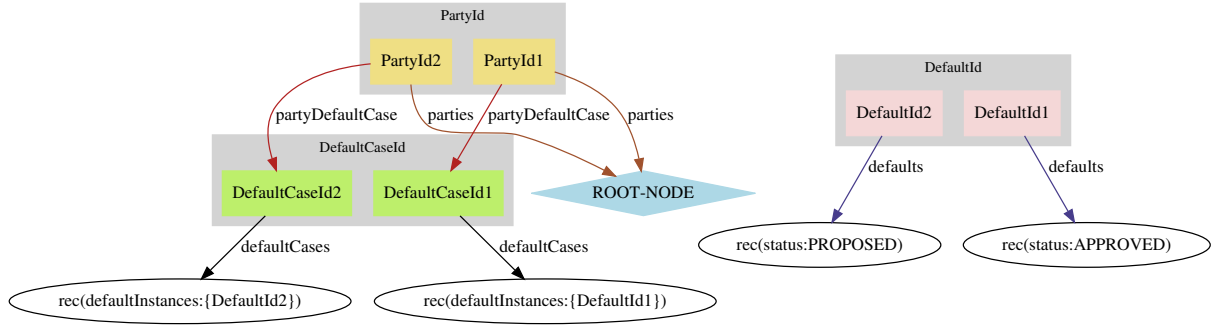 PartyId
PartyId2
PartyId1
DefaultId
DefaultId2
DefaultId1
partyDefaultCase
parties
partyDefaultCase
parties
DefaultCaseId
defaults
defaults
DefaultCaseId2
DefaultCaseId1
ROOT-NODE
defaultCases
defaultCases
rec(status:PROPOSED)
rec(status:APPROVED)
rec(defaultInstances:{DefaultId2})
rec(defaultInstances:{DefaultId1})